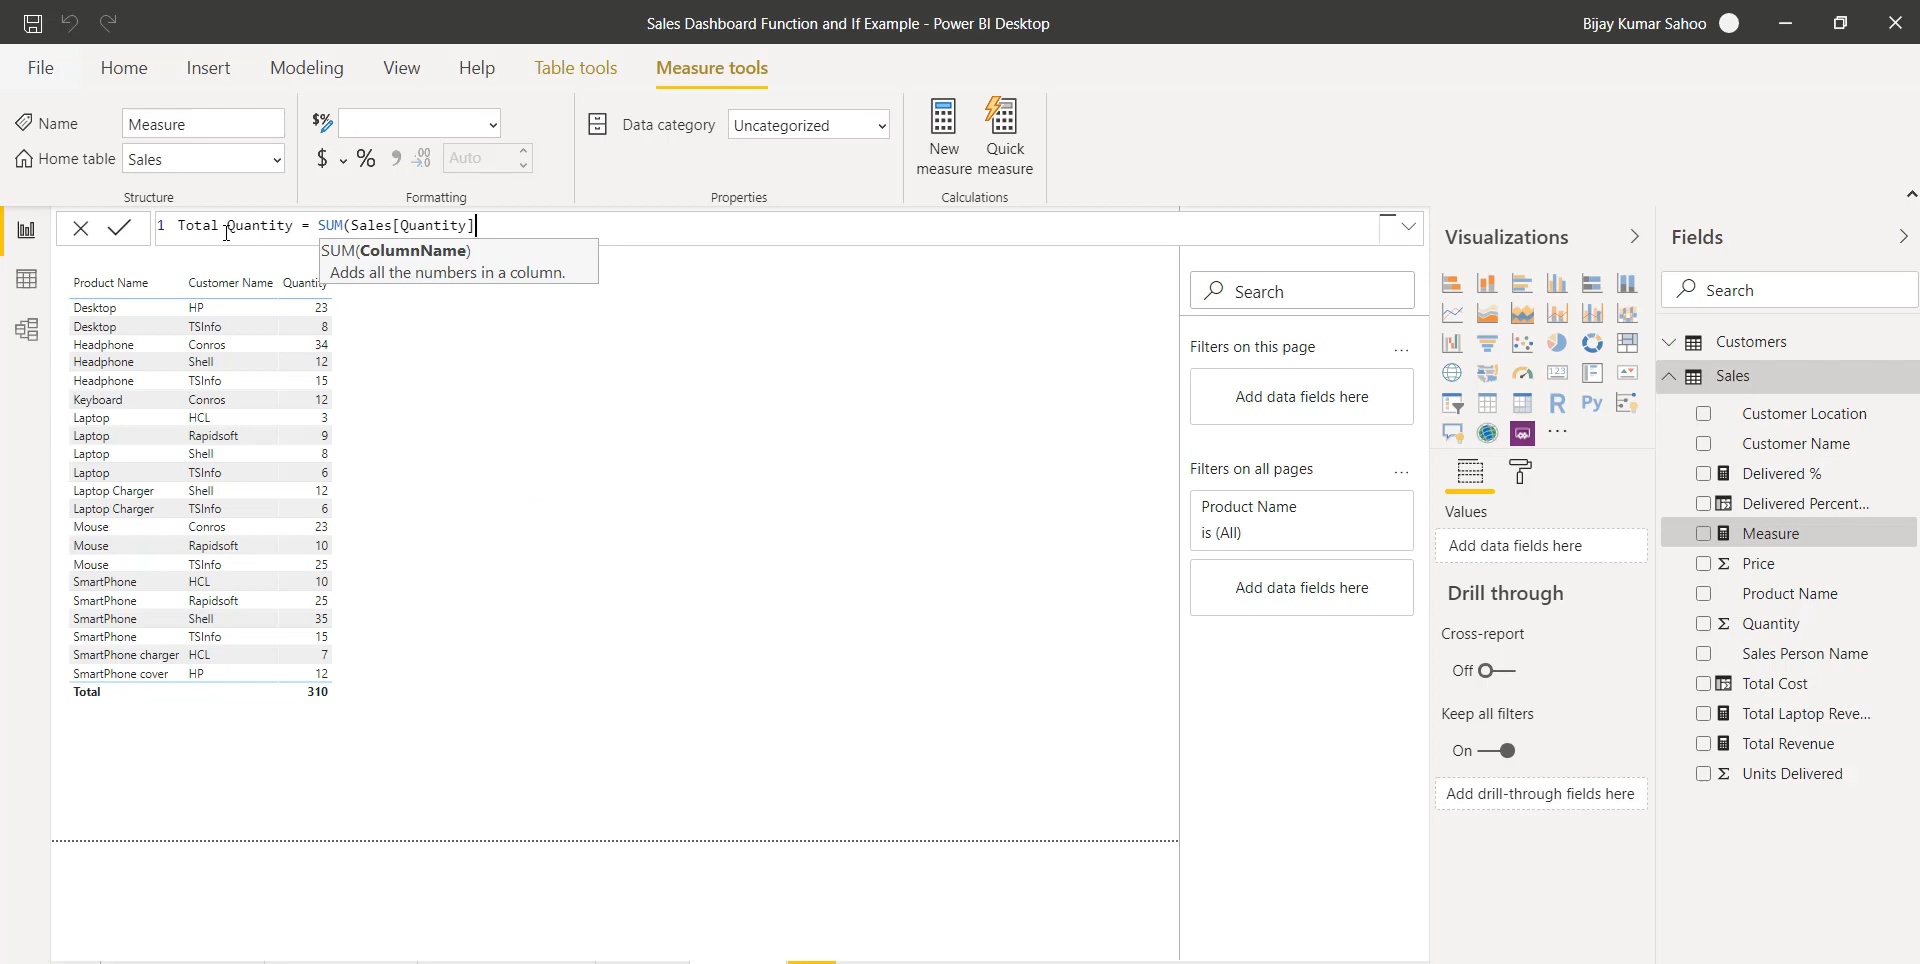 Sales Dashboard Function and If Example - Power BI Desktop
Bijay Kumar Sahoo
File Home Insert Modeling View Help Table tools Measure tools
Name Measure
Home table Sales
Structure
$ % Auto
Formatting
Data category Uncategorized
Properties
New measure
Quick measure
Calculations
1 Total Quantity = SUM(Sales[Quantity]
SUM(ColumnName)
Adds all the numbers in a column.
Product Name Customer Name Quantity
Desktop HP 23
Desktop TSInfo 8
Headphone Conros 34
Headphone Shell 12
Headphone TSInfo 15
Keyboard Conros 12
Laptop HCL 3
Laptop Rapidsoft 9
Laptop Shell 8
Laptop TSInfo 6
Laptop Charger Shell 12
Laptop Charger TSInfo 6
Mouse Conros 23
Mouse Rapidsoft 10
Mouse TSInfo 25
SmartPhone HCL 10
SmartPhone Rapidsoft 25
SmartPhone Shell 35
SmartPhone TSInfo 15
SmartPhone charger HCL 7
SmartPhone cover HP 12
Total 310
Search
Filters on this page ...
Add data fields here
Filters on all pages ...
Product Name
is (All)
Add data fields here
Visualizations
123
R Py
...
Values
Add data fields here
Drill through
Cross-report
Off
Keep all filters
On
Add drill-through fields here
Fields
Search
Customers
Sales
Customer Location
Customer Name
Delivered %
Delivered Percent...
Measure
Σ Price
Product Name
Σ Quantity
Sales Person Name
Total Cost
Total Laptop Reve...
Total Revenue
Σ Units Delivered